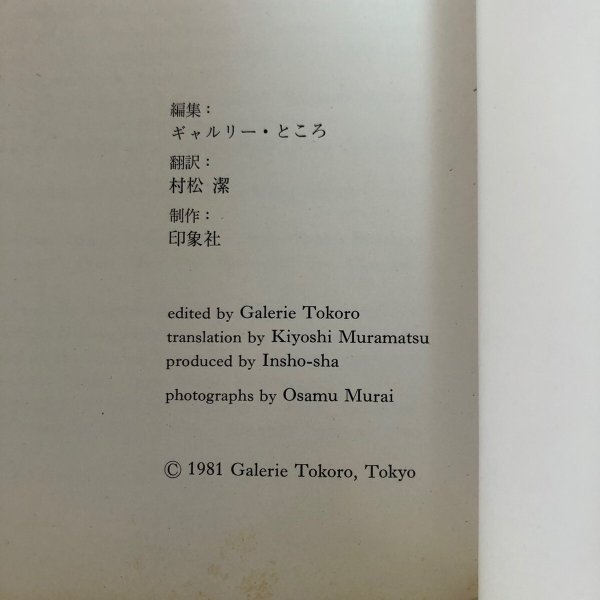 編集：
ギャルリー・ところ
翻訳：
村松 潔
制作：
印象社
edited by Galerie Tokoro
translation by Kiyoshi Muramatsu
produced by Insho-sha
photographs by Osamu Murai
© 1981 Galerie Tokoro, Tokyo